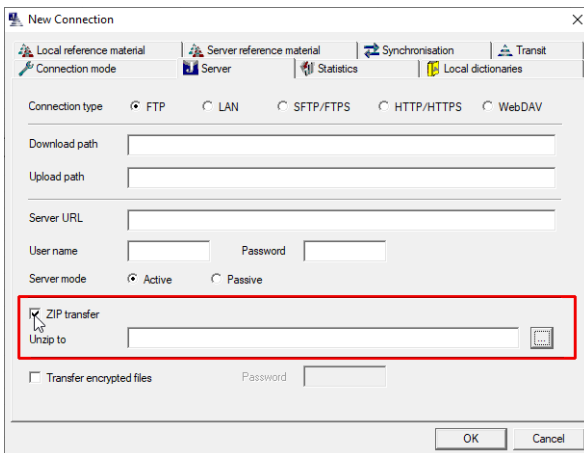 New Connection
Local reference material Server reference material Synchronisation Transit
Connection mode Server Statistics Local dictionaries
Connection type FTP LAN SFTP/FTPS HTTP/HTTPS WebDAV
Download path
Upload path
Server URL
User name Password
Server mode Active Passive
ZIP transfer
Unzip to ...
Transfer encrypted files Password
OK Cancel